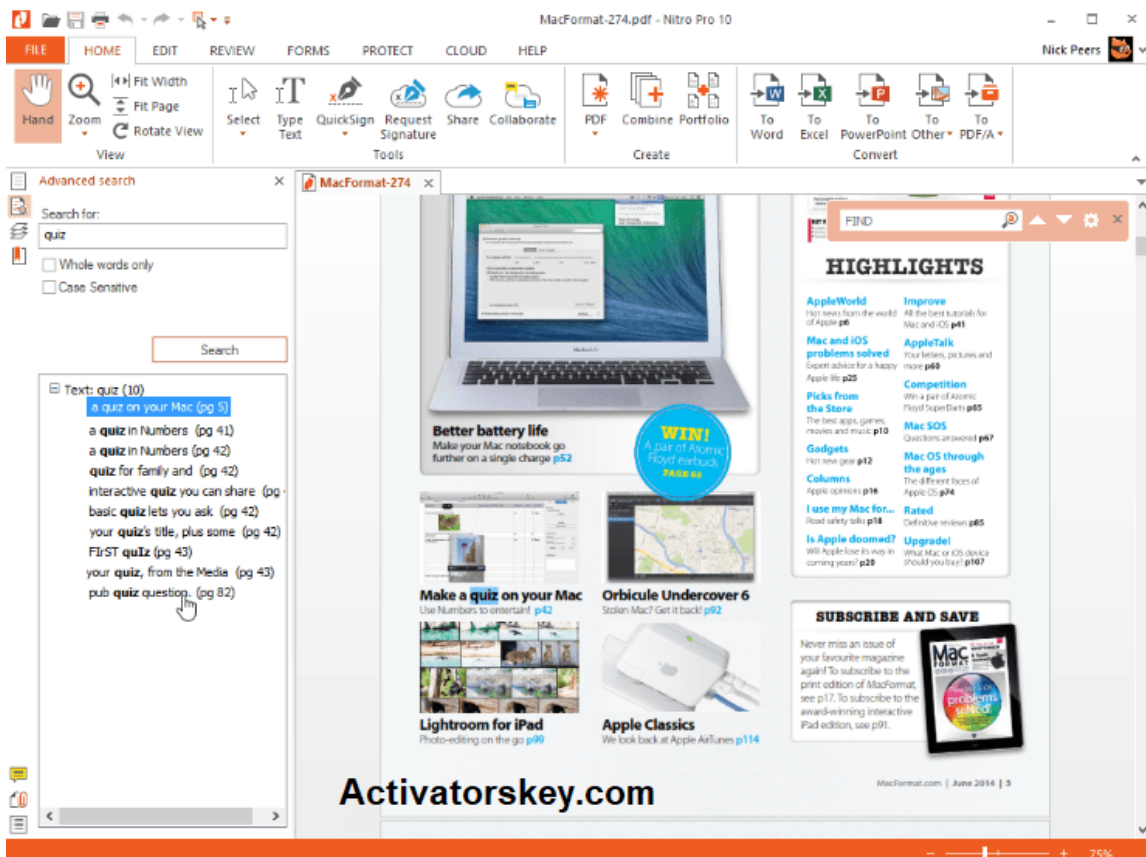 MacFormat-274.pdf - Nitro Pro 10
FILE HOME EDIT REVIEW FORMS PROTECT CLOUD HELP
Nick Peers
Hand
Zoom
Fit Width
Fit Page
Rotate View
View
Select
Type Text
QuickSign
Request Signature
Share
Collaborate
Tools
PDF
Combine
Portfolio
Create
To Word
To Excel
To PowerPoint
To Other
To PDF/A
Convert
Advanced search
Search for:
quiz
Whole words only
Case Sensitive
Search
Text: quiz (10)
a quiz on your Mac (pg 5)
a quiz in Numbers (pg 41)
a quiz in Numbers (pg 42)
quiz for family and (pg 42)
interactive quiz you can share (pg
basic quiz lets you ask (pg 42)
your quiz's title, plus some (pg 42)
FIrST quIz (pg 43)
your quiz, from the Media (pg 43)
pub quiz question. (pg 82)
MacFormat-274
FIND
Better battery life
Make your Mac notebook go
further on a single charge p52
WIN!
A pair of Atomic
Floyd earbuds
Make a quiz on your Mac
Use Numbers to entertain! p42
Orbicule Undercover 6
Stolen Mac? Get it back! p92
Lightroom for iPad
Photo-editing on the go p99
Apple Classics
We look back at Apple AirTunes p114
HIGHLIGHTS
AppleWorld
Hot news from the world
of Apple p6
Mac and iOS
problems solved
Expert advice for a happy
Apple life p25
Picks from
the Store
The best apps, games,
movies and music p10
Gadgets
Hot new gear p12
Columns
Apple opinions p16
I use my Mac for...
Road safety talks p18
Is Apple doomed?
Will Apple lose its way in
coming years? p20
Improve
All the best tutorials for
Mac and iOS p41
AppleTalk
Your letters, pictures and
more p60
Competition
Win a pair of Atomic
Floyd SuperDarts p65
Mac SOS
Questions answered p67
Mac OS through
the ages
The different faces of
Apple OS p74
Rated
Definitive reviews p85
Upgrade!
What Mac or iOS device
should you buy? p107
SUBSCRIBE AND SAVE
Never miss an issue of
your favourite magazine
again! To subscribe to the
print edition of MacFormat,
see p17. To subscribe to the
award-winning interactive
iPad edition, see p91.
Mac
FORMAT
problems
solved!
MacFormat.com | June 2014 | 5
Activatorskey.com
75%